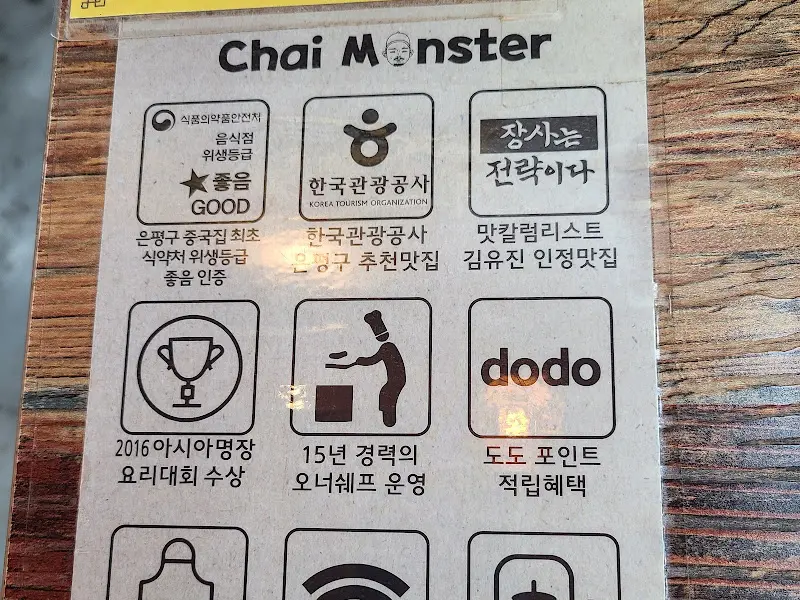 Chai Monster
식품의약품안전처
음식점
위생등급
좋음
GOOD
은평구 중국집 최초
식약처 위생등급
좋음 인증
한국관광공사
KOREA TOURISM ORGANIZATION
한국관광공사
은평구 추천맛집
장사는
전략이다
맛칼럼리스트
김유진 인정맛집
2016 아시아명장
요리대회 수상
15년 경력의
오너쉐프 운영
dodo
도도 포인트
적립혜택